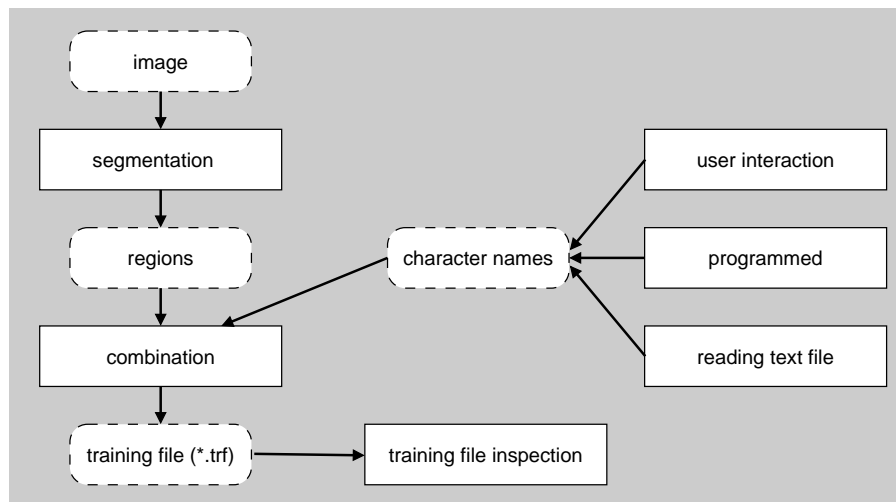 image
segmentation
user interaction
regions
character names
programmed
combination
reading text file
training file (*.trf)
training file inspection